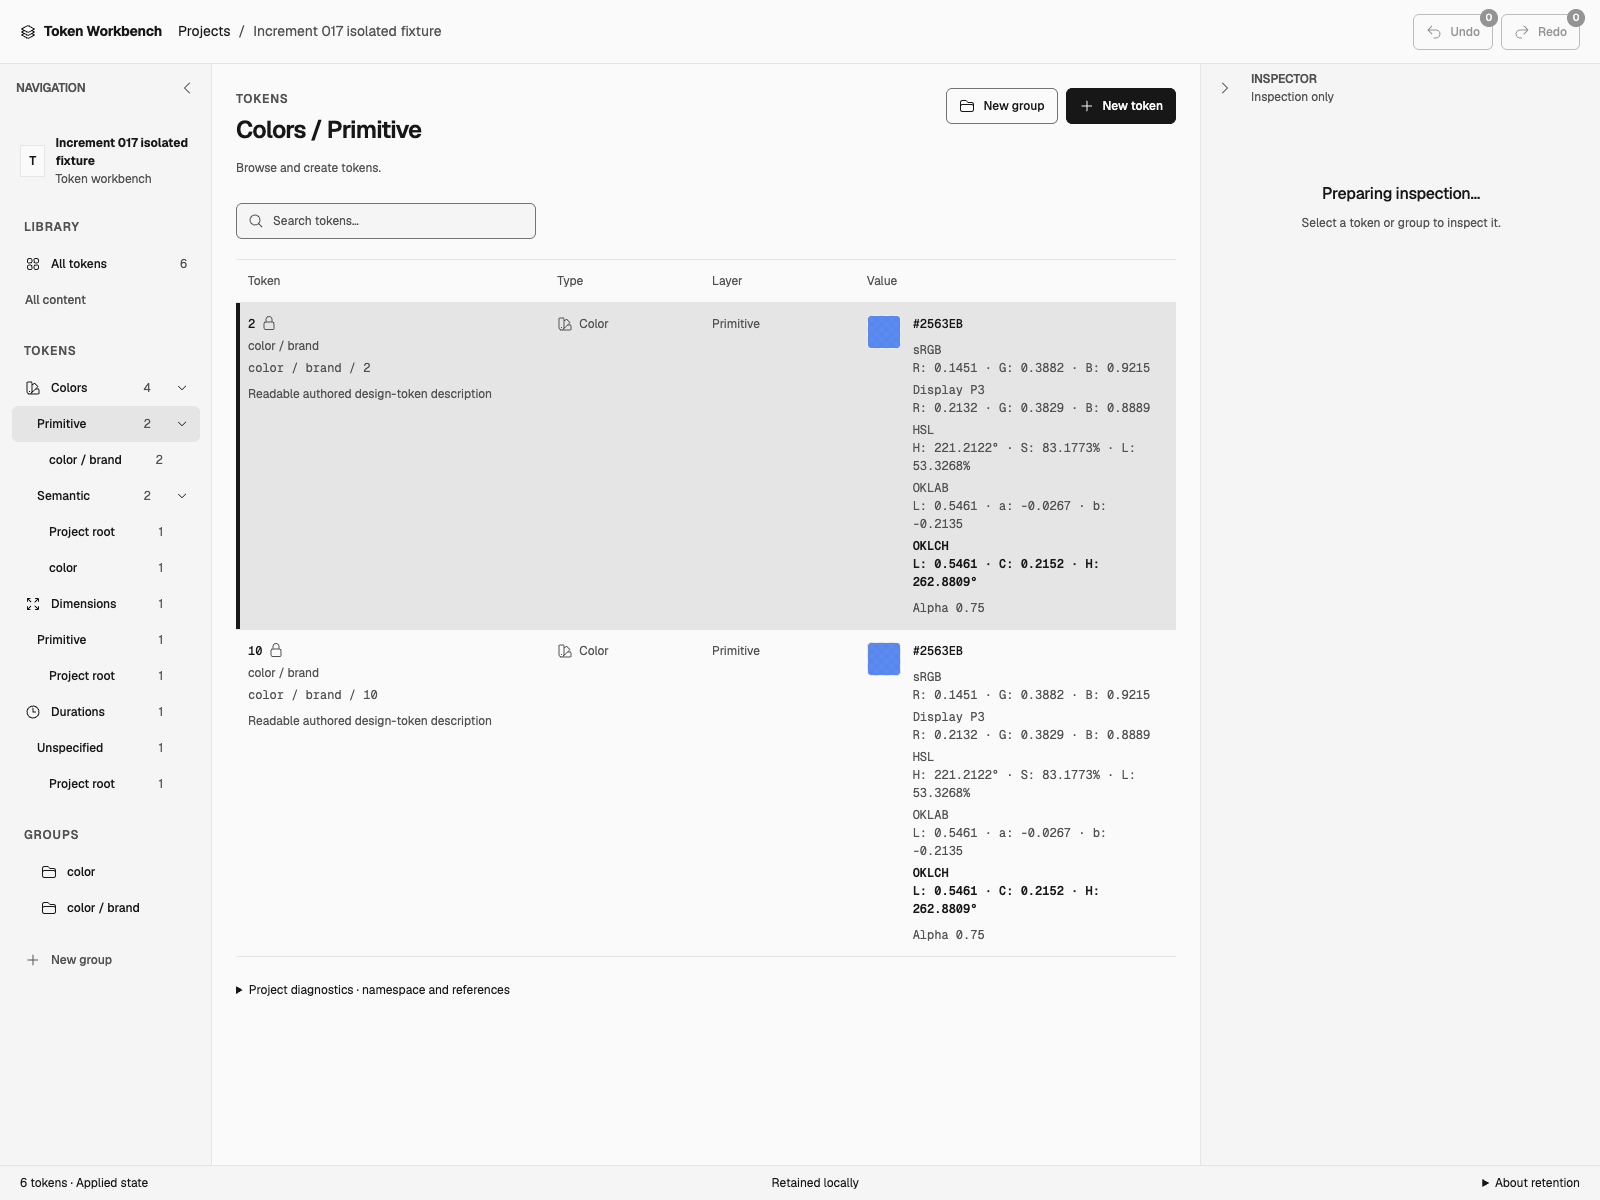 Token Workbench
Projects / Increment 017 isolated fixture
Undo 0
Redo 0
NAVIGATION
T
Increment 017 isolated
fixture
Token workbench
LIBRARY
All tokens 6
All content
TOKENS
Colors 4
Primitive 2
color / brand 2
Semantic 2
Project root 1
color 1
Dimensions 1
Primitive 1
Project root 1
Durations 1
Unspecified 1
Project root 1
GROUPS
color
color / brand
New group
TOKENS
Colors / Primitive
Browse and create tokens.
New group
New token
Search tokens…
Token Type Layer Value
2 Color Primitive #2563EB
color / brand
color / brand / 2
Readable authored design-token description
sRGB
R: 0.1451 · G: 0.3882 · B: 0.9215
Display P3
R: 0.2132 · G: 0.3829 · B: 0.8889
HSL
H: 221.2122° · S: 83.1773% · L:
53.3268%
OKLAB
L: 0.5461 · a: -0.0267 · b:
-0.2135
OKLCH
L: 0.5461 · C: 0.2152 · H:
262.8809°
Alpha 0.75
10 Color Primitive #2563EB
color / brand
color / brand / 10
Readable authored design-token description
sRGB
R: 0.1451 · G: 0.3882 · B: 0.9215
Display P3
R: 0.2132 · G: 0.3829 · B: 0.8889
HSL
H: 221.2122° · S: 83.1773% · L:
53.3268%
OKLAB
L: 0.5461 · a: -0.0267 · b:
-0.2135
OKLCH
L: 0.5461 · C: 0.2152 · H:
262.8809°
Alpha 0.75
Project diagnostics · namespace and references
INSPECTOR
Inspection only
Preparing inspection…
Select a token or group to inspect it.
6 tokens · Applied state
Retained locally
About retention